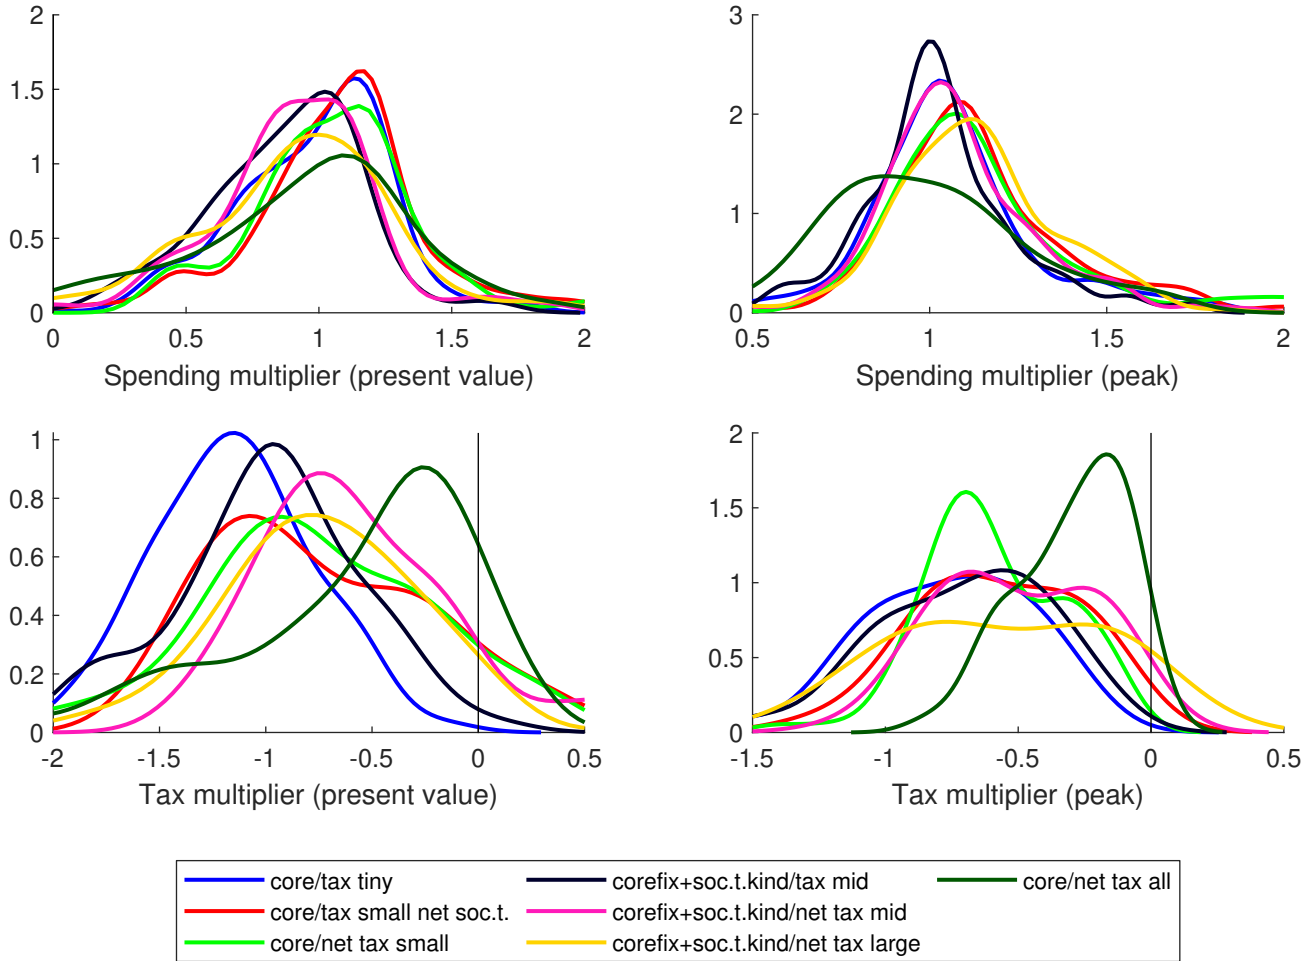 2
1.5
1
0.5
0
0 0.5 1 1.5 2
Spending multiplier (present value)
3
2
1
0
0.5 1 1.5 2
Spending multiplier (peak)
1
0.8
0.6
0.4
0.2
0
-2 -1.5 -1 -0.5 0 0.5
Tax multiplier (present value)
2
1.5
1
0.5
0
-1.5 -1 -0.5 0 0.5
Tax multiplier (peak)
core/tax tiny
core/tax small net soc.t.
core/net tax small
corefix+soc.t.kind/tax mid
corefix+soc.t.kind/net tax mid
corefix+soc.t.kind/net tax large
core/net tax all